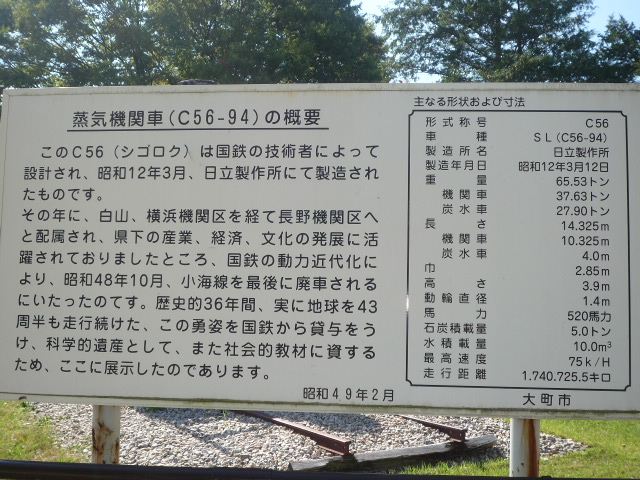 蒸気機関車(C56-94)の概要
このC56(シゴロク)は国鉄の技術者によって
設計され、昭和12年3月、日立製作所にて製造され
たものです。
その年に、白山、横浜機関区を経て長野機関区へ
と配属され、県下の産業、経済、文化の発展に活
躍されておりましたところ、国鉄の動力近代化に
より、昭和48年10月、小海線を最後に廃車される
にいたったのてす。歴史的36年間、実に地球を43
周半も走行続けた、この勇姿を国鉄から貸与をう
け、科学的遺産として、また社会的教材に資する
ため、ここに展示したのであります。
昭和49年2月
主なる形状および寸法
形式称号 C56
車種 SL(C56-94)
製造所名 日立製作所
製造年月日 昭和12年3月12日
重量 65.53トン
機関車 37.63トン
炭水車 27.90トン
長さ 14.325m
機関車 10.325m
炭水車 4.0m
巾 2.85m
高さ 3.9m
動輪直径 1.4m
馬力 520馬力
石炭積載量 5.0トン
水積載量 10.0m³
最高速度 75k/H
走行距離 1.740.725.5キロ
大町市